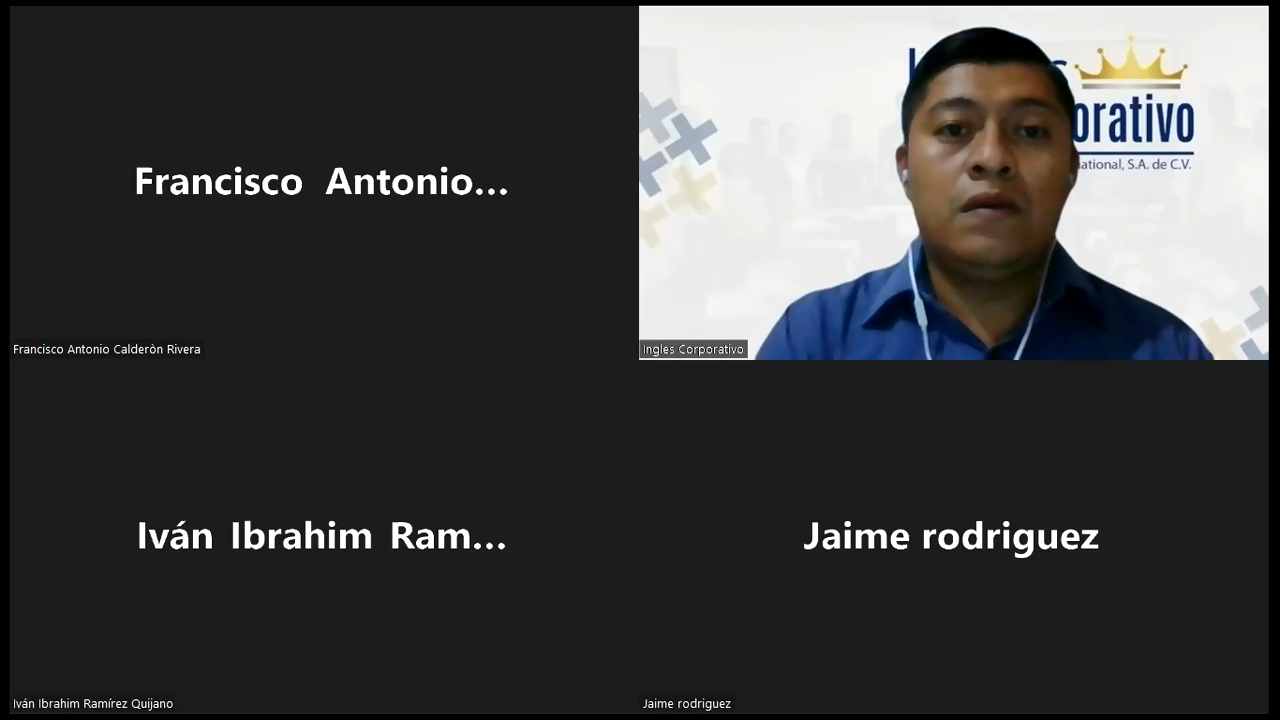 Francisco Antonio...
Francisco Antonio Calderòn Rivera
orativo
national, S.A. de C.V.
Ingles Corporativo
Iván Ibrahim Ram...
Iván Ibrahim Ramírez Quijano
Jaime rodriguez
Jaime rodriguez